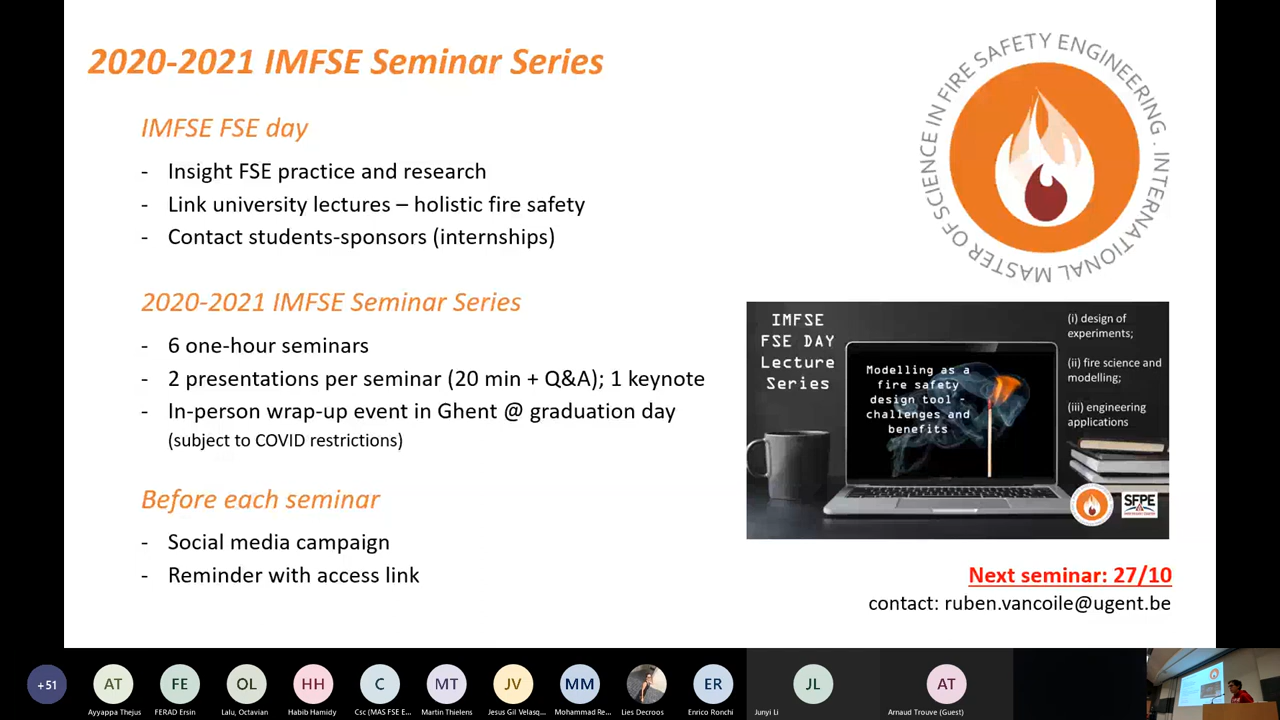 2020-2021 IMFSE Seminar Series
INTERNATIONAL MASTER OF SCIENCE IN FIRE SAFETY ENGINEERING .
IMFSE FSE day
- Insight FSE practice and research
- Link university lectures – holistic fire safety
- Contact students-sponsors (internships)
2020-2021 IMFSE Seminar Series
- 6 one-hour seminars
- 2 presentations per seminar (20 min + Q&A); 1 keynote
- In-person wrap-up event in Ghent @ graduation day
(subject to COVID restrictions)
Before each seminar
- Social media campaign
- Reminder with access link
IMFSE
FSE DAY
Lecture
Series
Modelling as a
fire safety
design tool -
challenges and
benefits
(i) design of
experiments;
(ii) fire science and
modelling;
(iii) engineering
applications
SFPE
Next seminar: 27/10
contact: ruben.vancoile@ugent.be
+51
AT
FE
OL
HH
C
MT
JV
MM
ER
JL
AT
Ayyappa Thejus
FERAD Ersin
Lalu, Octavian
Habib Hamidy
Csc (MAS FSE E...
Martin Thielens
Jesus Gil Velasq...
Mohammad Re...
Lies Decroos
Enrico Ronchi
Junyi Li
Arnaud Trouve (Guest)